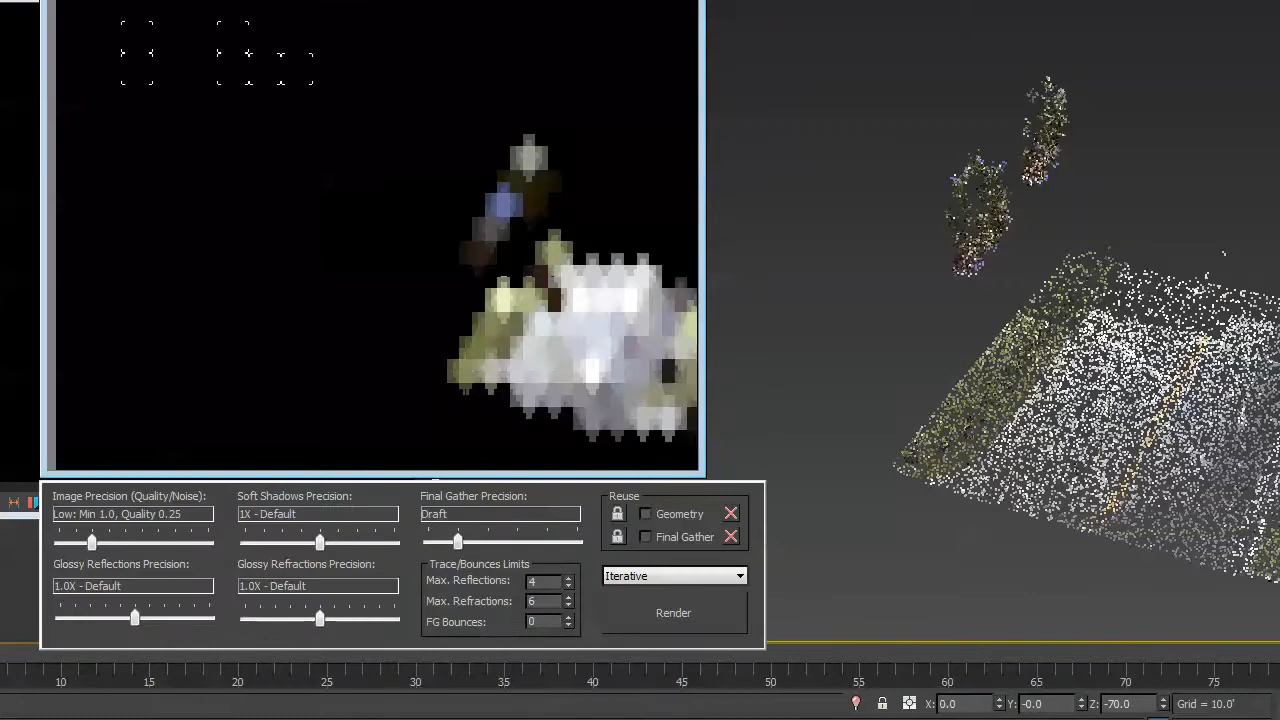 Image Precision (Quality/Noise): Soft Shadows Precision: Final Gather Precision: Reuse
Low: Min 1.0, Quality 0.25 1X - Default Draft Geometry
Final Gather
Glossy Reflections Precision: Glossy Refractions Precision: Trace/Bounces Limits
1.0X - Default 1.0X - Default Max. Reflections: 4 Iterative
Max. Refractions: 6 Render
FG Bounces: 0
10 15 20 25 30 35 40 45 50 55 60 65 70 75
X: 0.0 Y: -0.0 Z: -70.0 Grid = 10.0'